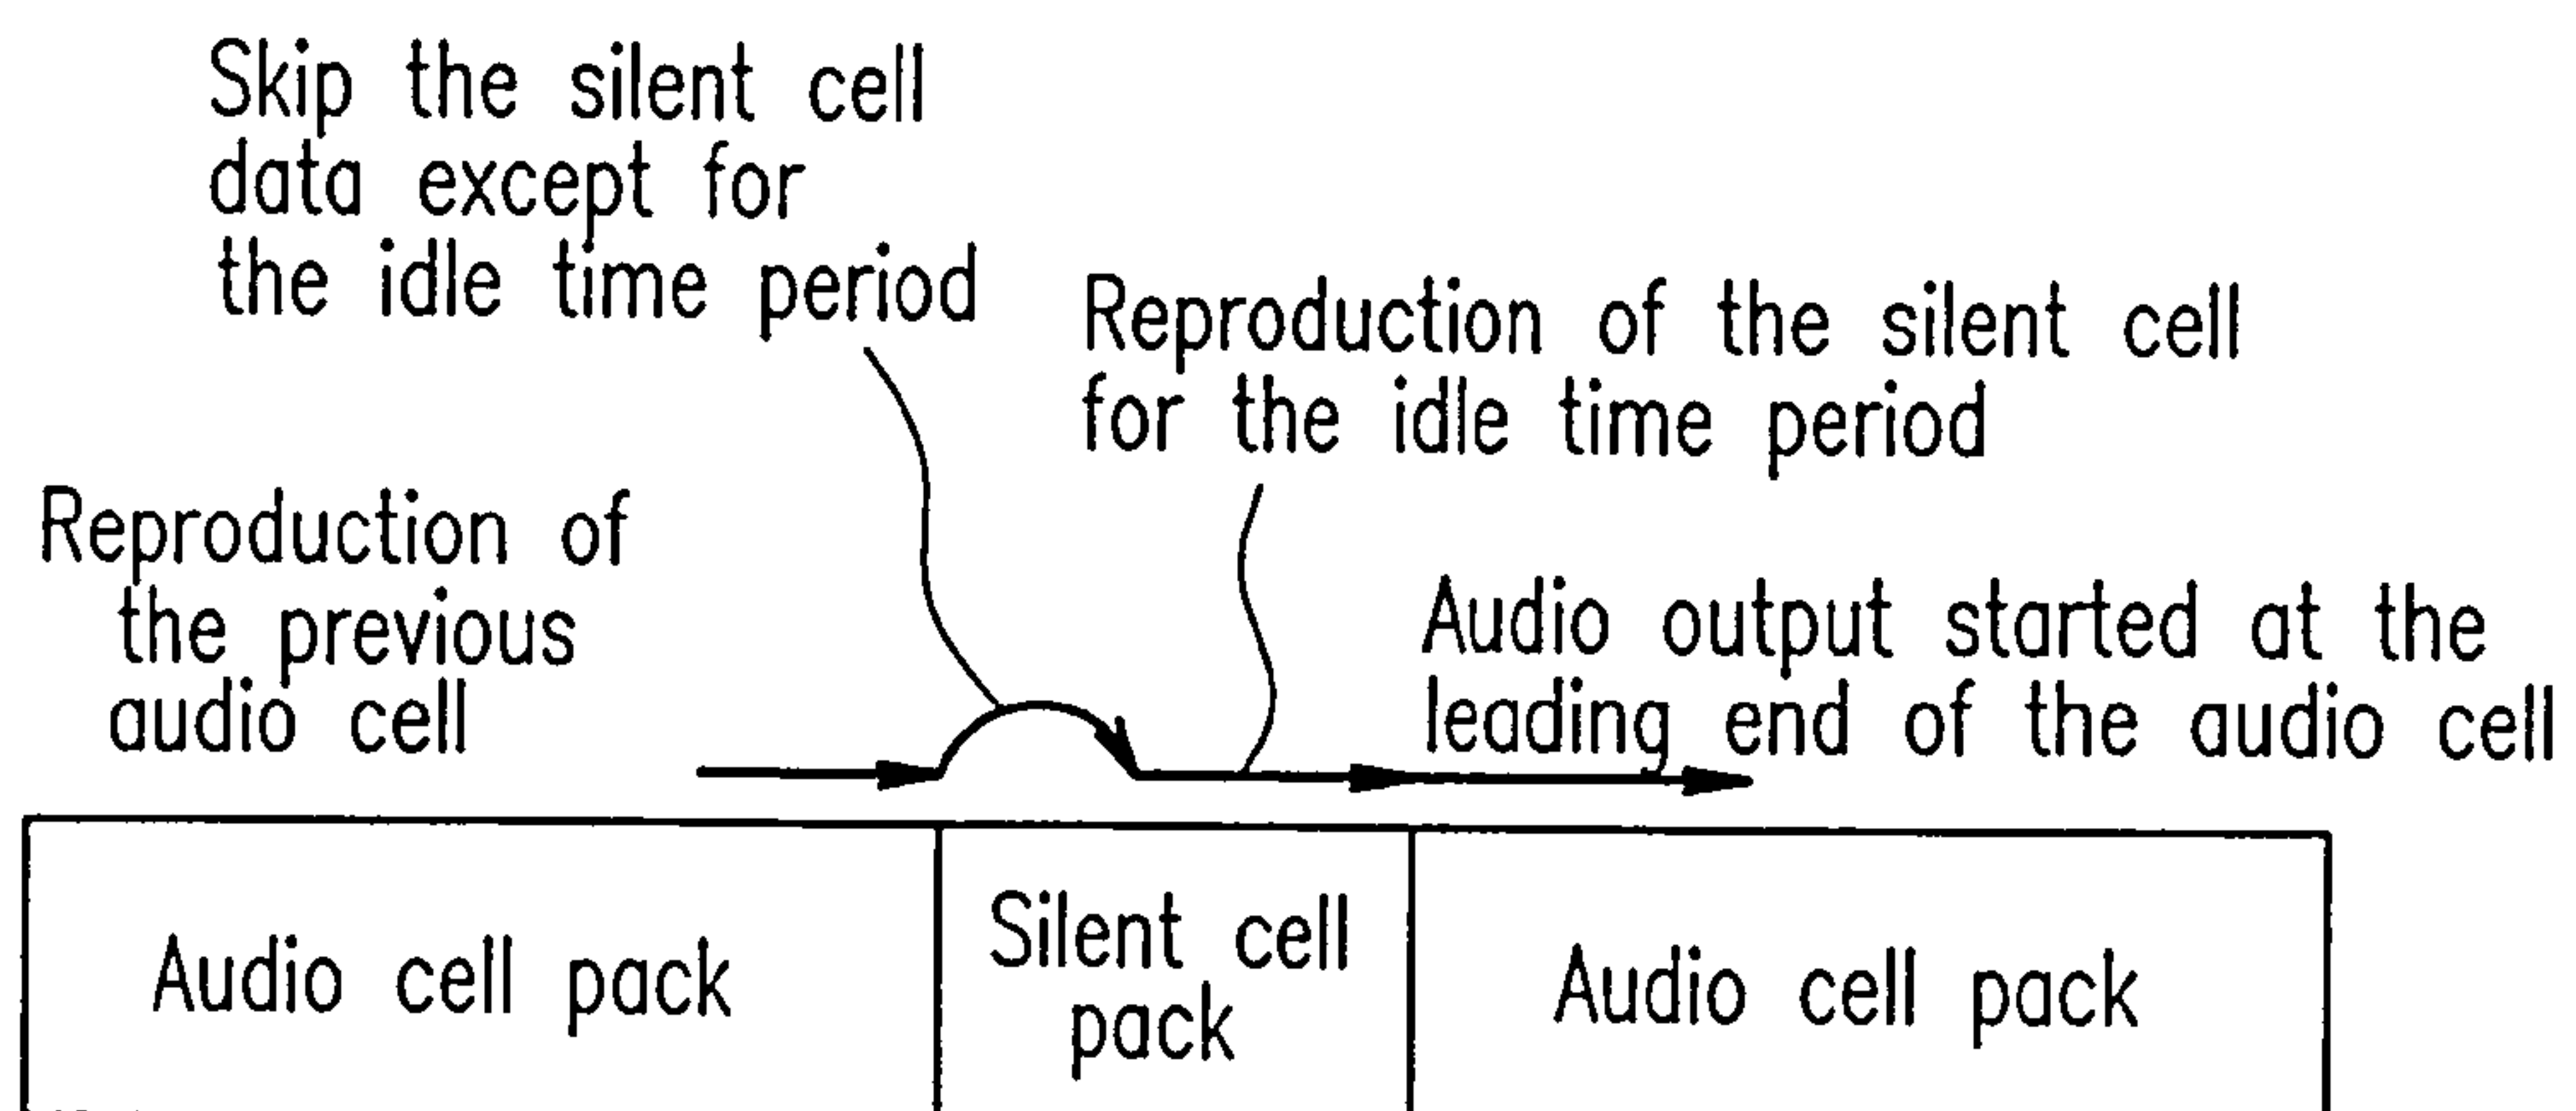 Skip the silent cell
data except for
the idle time period
Reproduction of the silent cell
for the idle time period
Reproduction of
the previous
audio cell
Audio output started at the
leading end of the audio cell
Audio cell pack
Silent cell
pack
Audio cell pack